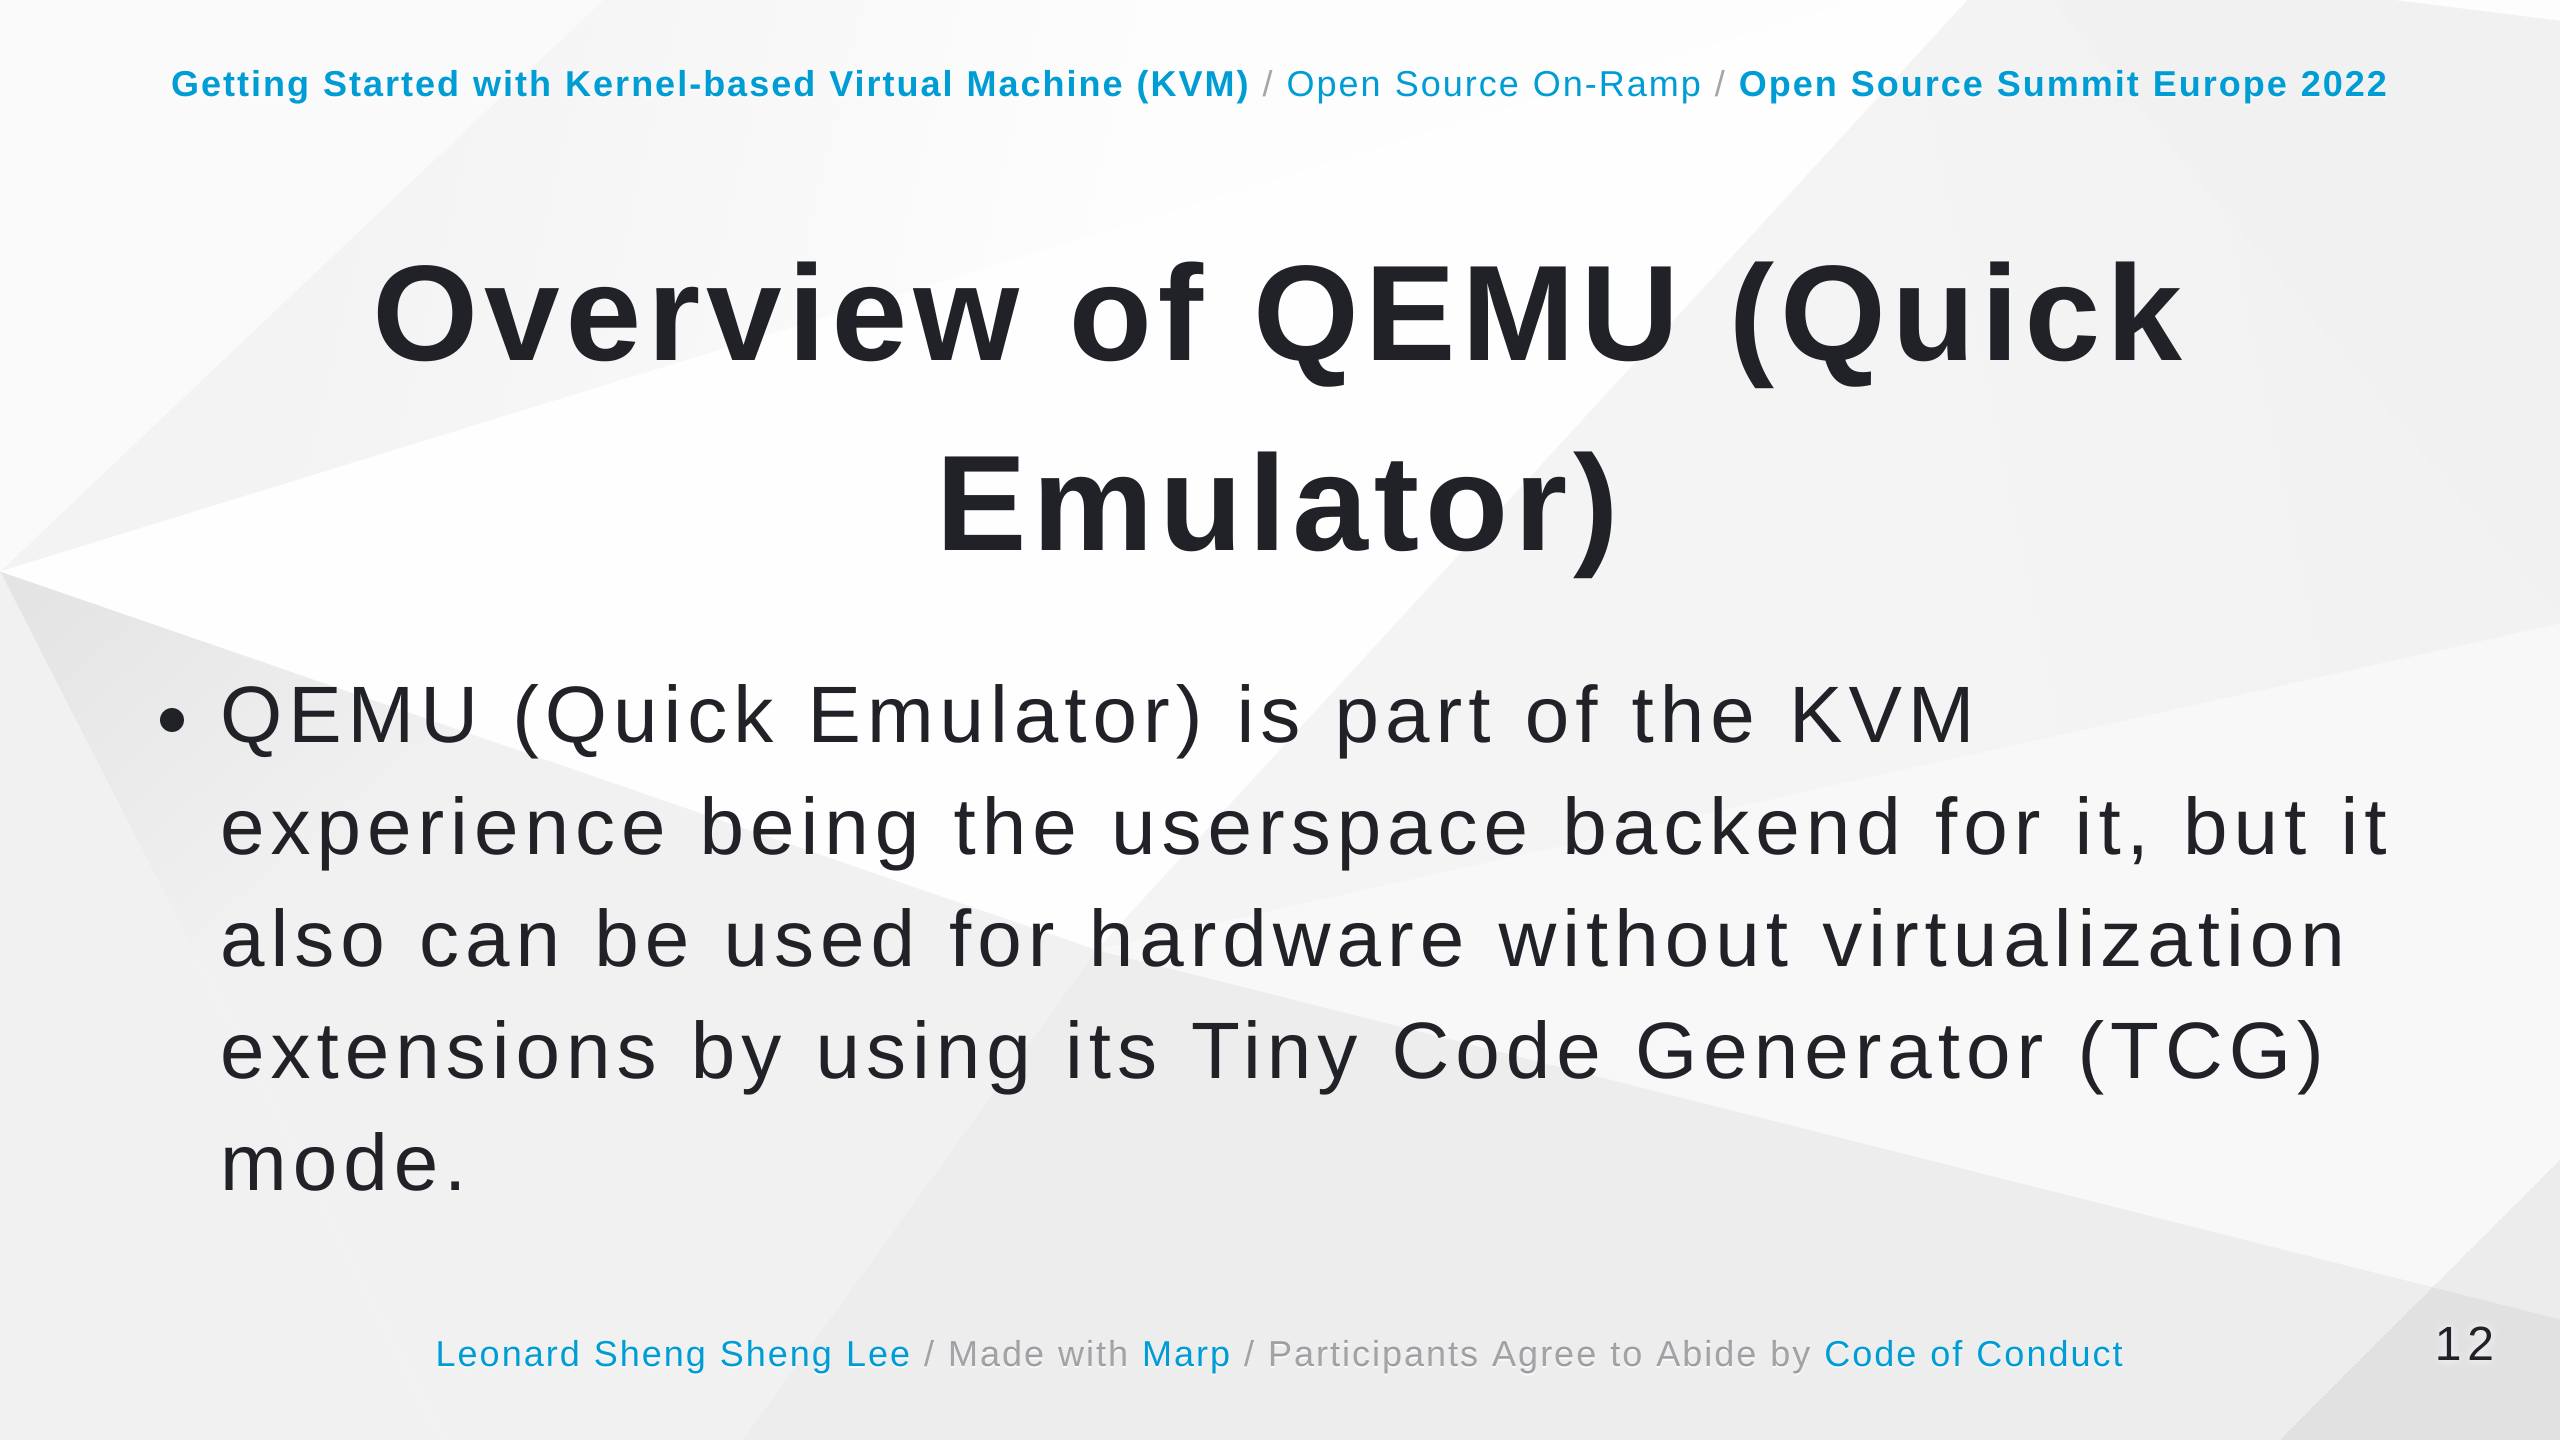 Getting Started with Kernel-based Virtual Machine (KVM) / Open Source On-Ramp / Open Source Summit Europe 2022
Overview of QEMU (Quick
Emulator)
• QEMU (Quick Emulator) is part of the KVM
experience being the userspace backend for it, but it
also can be used for hardware without virtualization
extensions by using its Tiny Code Generator (TCG)
mode.
Leonard Sheng Sheng Lee / Made with Marp / Participants Agree to Abide by Code of Conduct
12